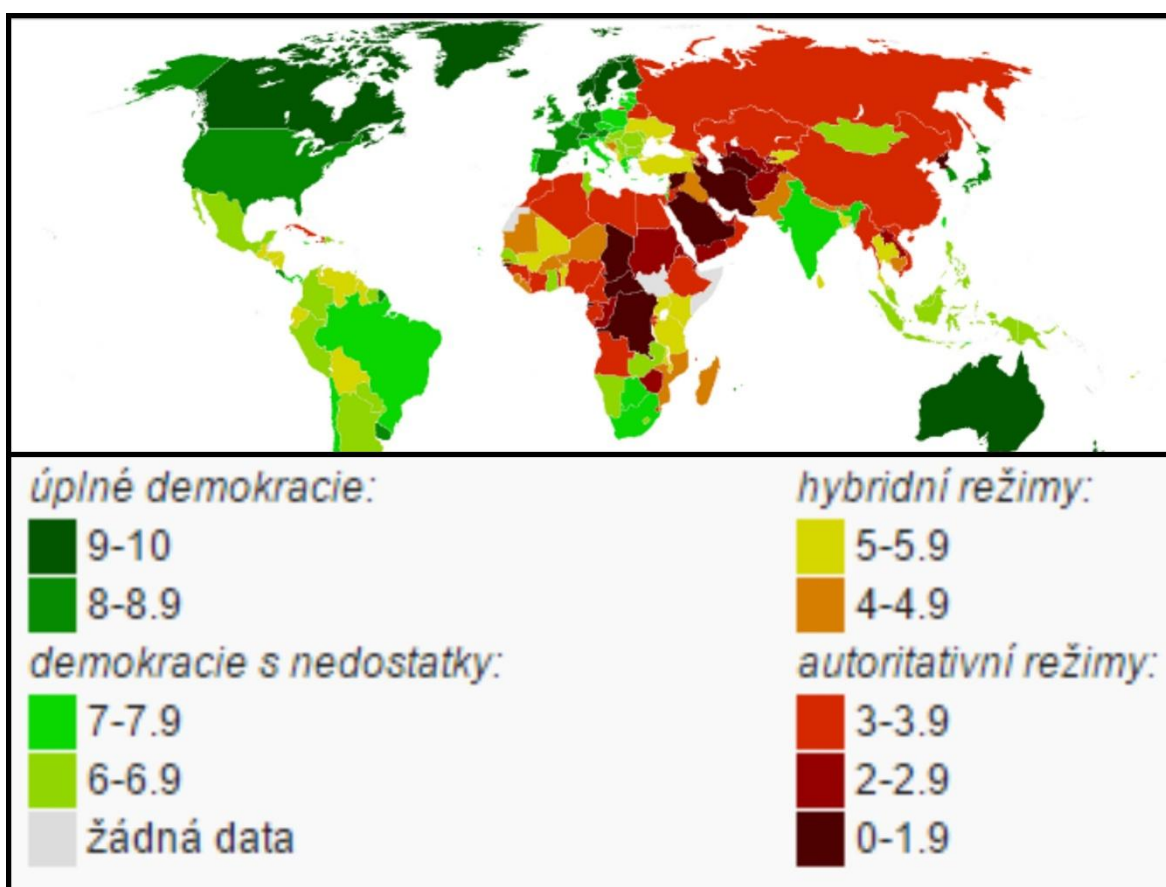 úplné demokracie:
9-10
8-8.9
demokracie s nedostatky:
7-7.9
6-6.9
žádná data
hybridní režimy:
5-5.9
4-4.9
autoritativní režimy:
3-3.9
2-2.9
0-1.9